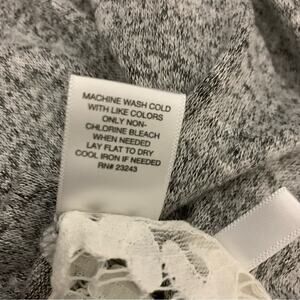 MACHINE WASH COLD
WITH LIKE COLORS
ONLY NON-
CHLORINE BLEACH
WHEN NEEDED
LAY FLAT TO DRY
COOL IRON IF NEEDED
RN# 23243